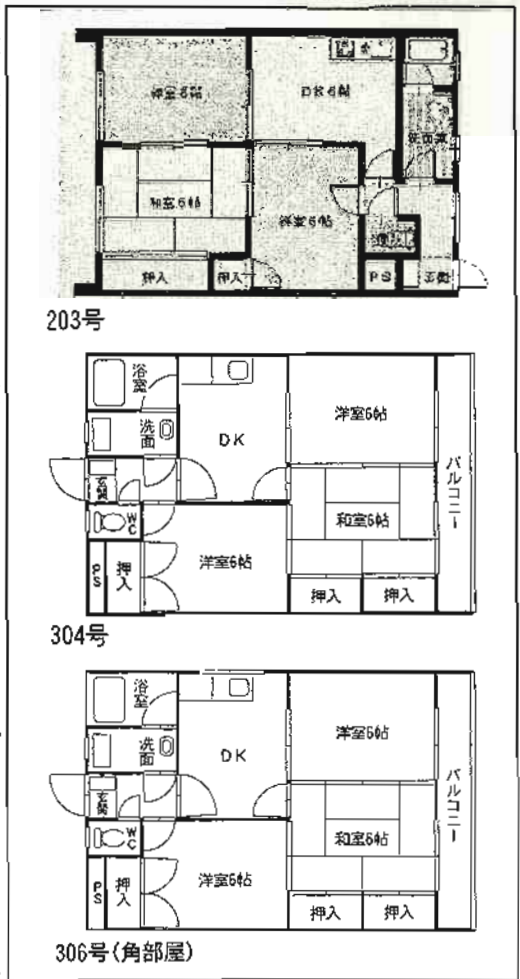 洋室6帖
DK6帖
洗面所
和室6帖
洋室6帖
押入
押入
PS
玄関
203号
浴室
洋室6帖
洗面
DK
バルコニー
玄関
和室6帖
WC
洋室6帖
PS
押入
押入
押入
304号
浴室
洋室6帖
洗面
DK
バルコニー
玄関
和室6帖
WC
洋室6帖
PS
押入
押入
押入
306号(角部屋)